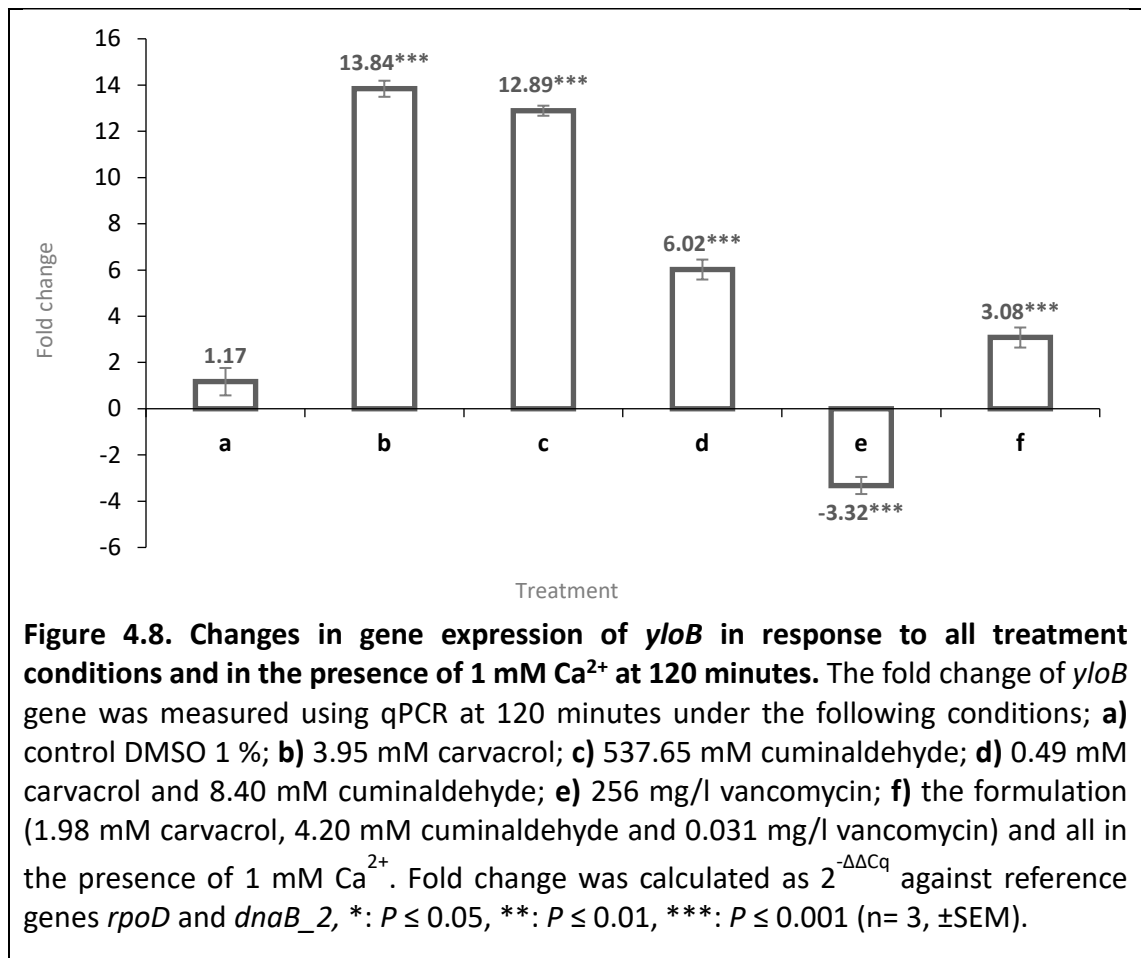 16
14
12
10
8
6
4
2
0
-2
-4
-6
Fold change
13.84***
12.89***
6.02***
3.08***
1.17
-3.32***
a b c d e f
Treatment
Figure 4.8. Changes in gene expression of yloB in response to all treatment
conditions and in the presence of 1 mM Ca²⁺ at 120 minutes. The fold change of yloB
gene was measured using qPCR at 120 minutes under the following conditions; a)
control DMSO 1 %; b) 3.95 mM carvacrol; c) 537.65 mM cuminaldehyde; d) 0.49 mM
carvacrol and 8.40 mM cuminaldehyde; e) 256 mg/l vancomycin; f) the formulation
(1.98 mM carvacrol, 4.20 mM cuminaldehyde and 0.031 mg/l vancomycin) and all in
the presence of 1 mM Ca²⁺. Fold change was calculated as 2^-ΔΔCq against reference
genes rpoD and dnaB_2, *: P ≤ 0.05, **: P ≤ 0.01, ***: P ≤ 0.001 (n= 3, ±SEM).